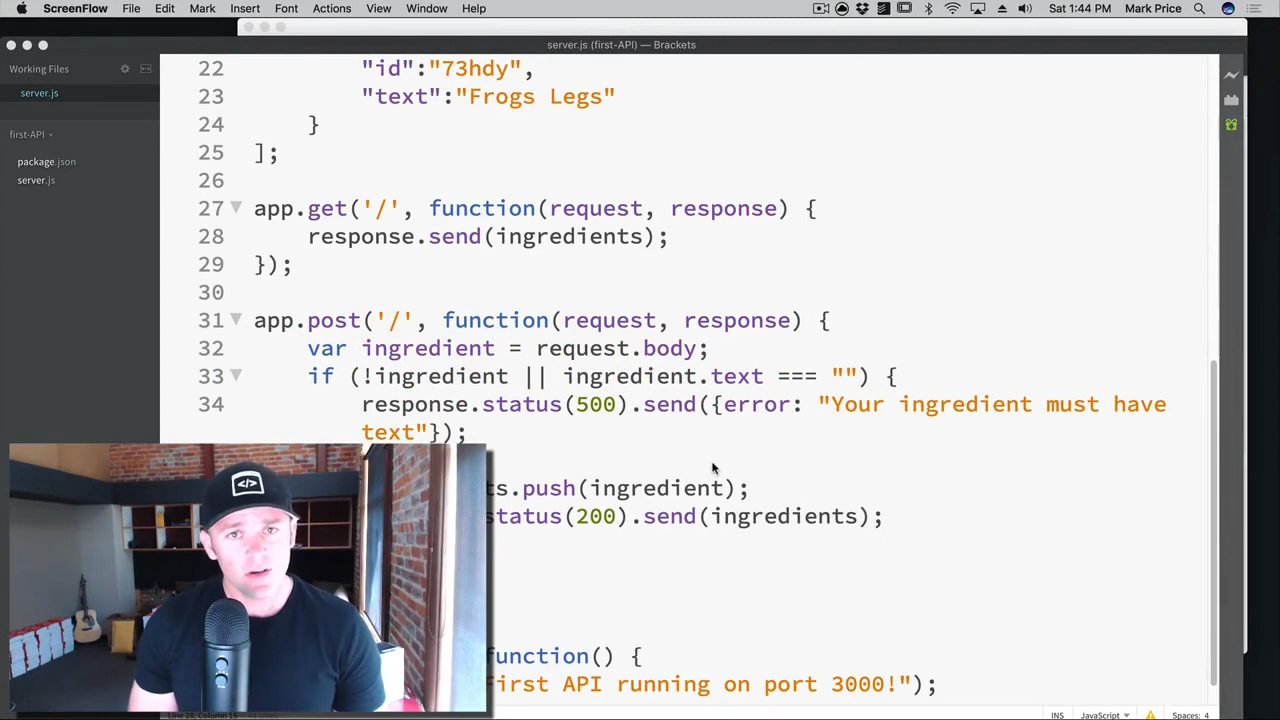 ScreenFlow File Edit Mark Insert Font Actions View Window Help Sat 1:44 PM Mark Price
server.js (first-API) — Brackets
Working Files
server.js
first-API
package.json
server.js
22 "id":"73hdy",
23 "text":"Frogs Legs"
24 }
25 ];
26
27 app.get('/', function(request, response) {
28 response.send(ingredients);
29 });
30
31 app.post('/', function(request, response) {
32 var ingredient = request.body;
33 if (!ingredient || ingredient.text === "") {
34 response.status(500).send({error: "Your ingredient must have
text"});
ts.push(ingredient);
status(200).send(ingredients);
function() {
First API running on port 3000!");
</>
INS JavaScript Spaces: 4